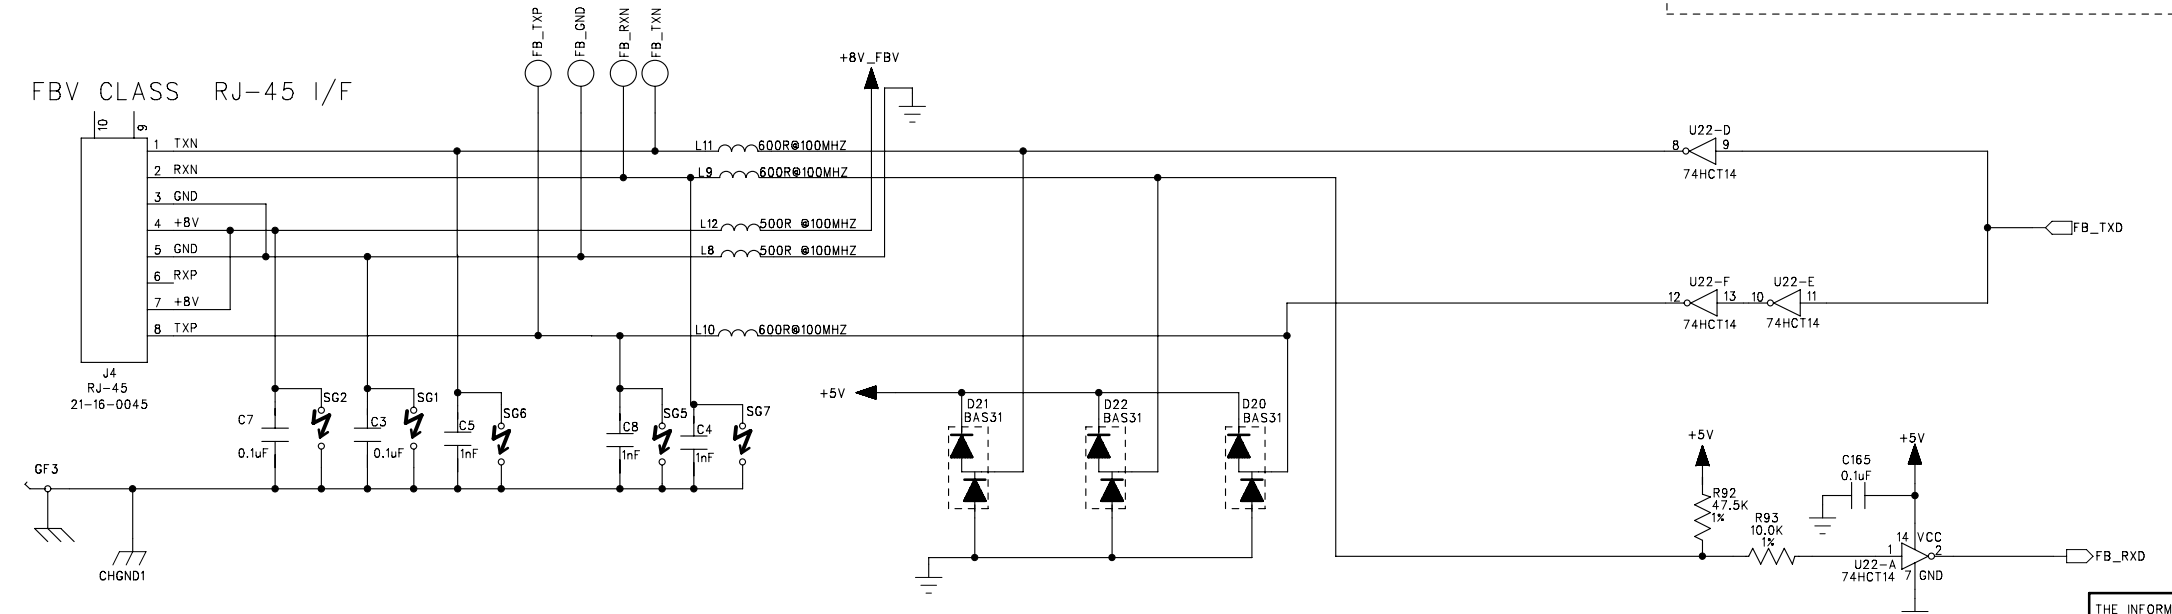 FB_TXP
FB_GND
FB_RXN
FB_TXN
+8V_FBV
FBV CLASS RJ-45 I/F
10
9
1 TXN
2 RXN
3 GND
4 +8V
5 GND
6 RXP
7 +8V
8 TXP
J4
RJ-45
21-16-0045
L11 600R@100MHZ
L9 600R@100MHZ
L12 500R @100MHZ
L8 500R @100MHZ
L10 600R@100MHZ
U22-D
8 9
74HCT14
FB_TXD
U22-F U22-E
12 13 10 11
74HCT14 74HCT14
C7
0.1uF
SG2
C3
0.1uF
SG1
C5
1nF
SG6
C8
1nF
SG5
C4
1nF
SG7
GF3
CHGND1
+5V
D21
BAS31
D22
BAS31
D20
BAS31
+5V
R92
47.5K
1%
R93
10.0K
1%
C165
0.1uF
+5V
14 VCC
1 2
U22-A
74HCT14
7 GND
FB_RXD
THE INFORM